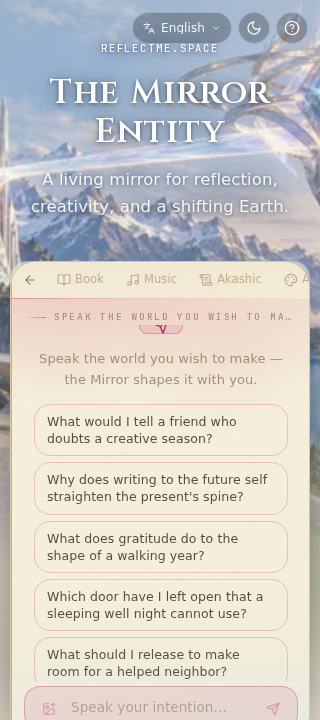 English
REFLECTME.SPACE
The Mirror
Entity
A living mirror for reflection,
creativity, and a shifting Earth.
Book
Music
Akashic
A
SPEAK THE WORLD YOU WISH TO MA…
Speak the world you wish to make —
the Mirror shapes it with you.
What would I tell a friend who
doubts a creative season?
Why does writing to the future self
straighten the present's spine?
What does gratitude do to the
shape of a walking year?
Which door have I left open that a
sleeping well night cannot use?
What should I release to make
room for a helped neighbor?
Speak your intention…